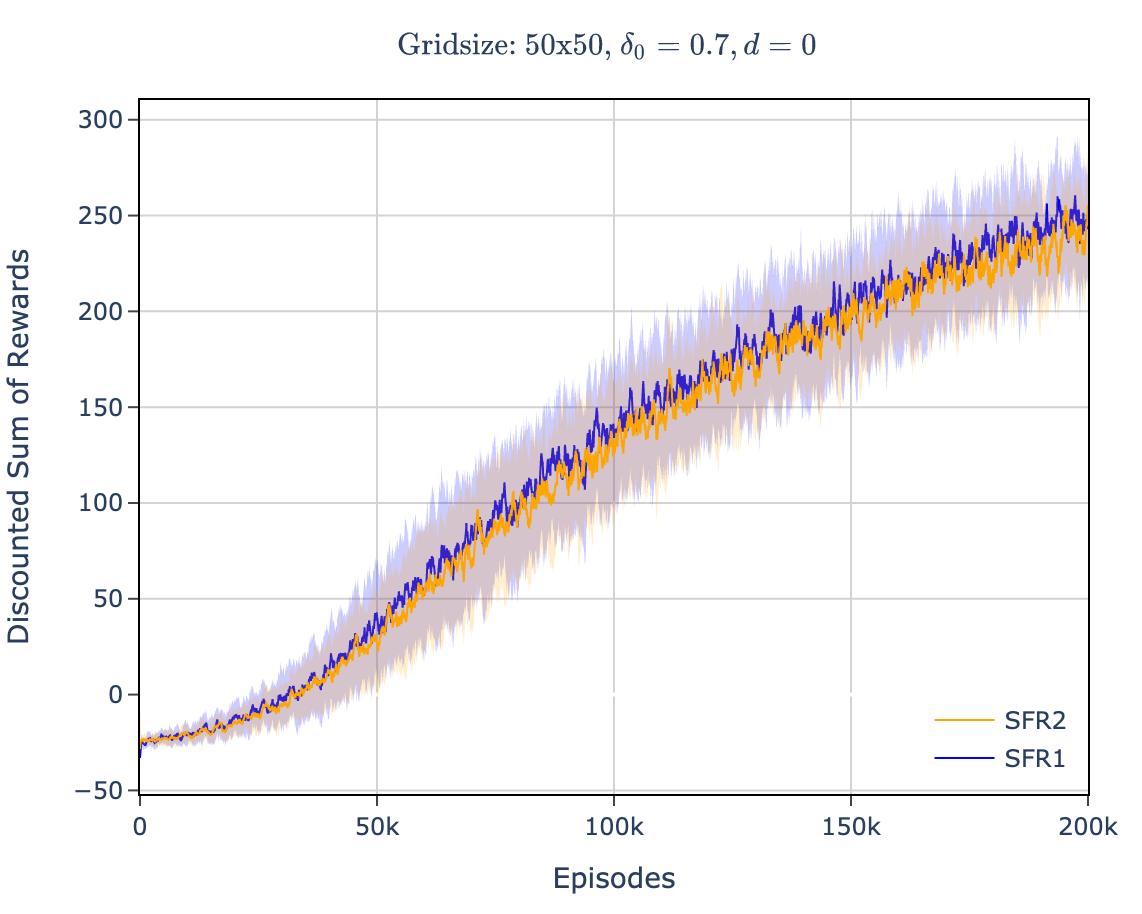 Gridsize: 50x50, δ₀ = 0.7, d = 0
Discounted Sum of Rewards
300
250
200
150
100
50
0
−50
SFR2
SFR1
0 50k 100k 150k 200k
Episodes